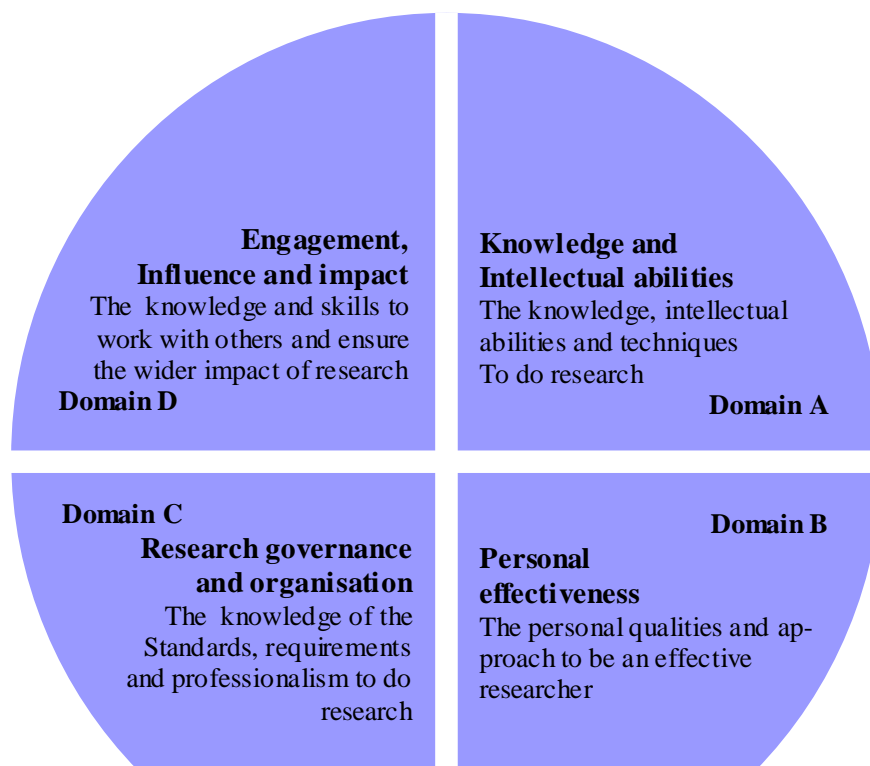 Engagement,
Influence and impact
The knowledge and skills to
work with others and ensure
the wider impact of research
Domain D
Knowledge and
Intellectual abilities
The knowledge, intellectual
abilities and techniques
To do research
Domain A
Domain C
Research governance
and organisation
The knowledge of the
Standards, requirements
and professionalism to do
research
Domain B
Personal
effectiveness
The personal qualities and ap-
proach to be an effective
researcher